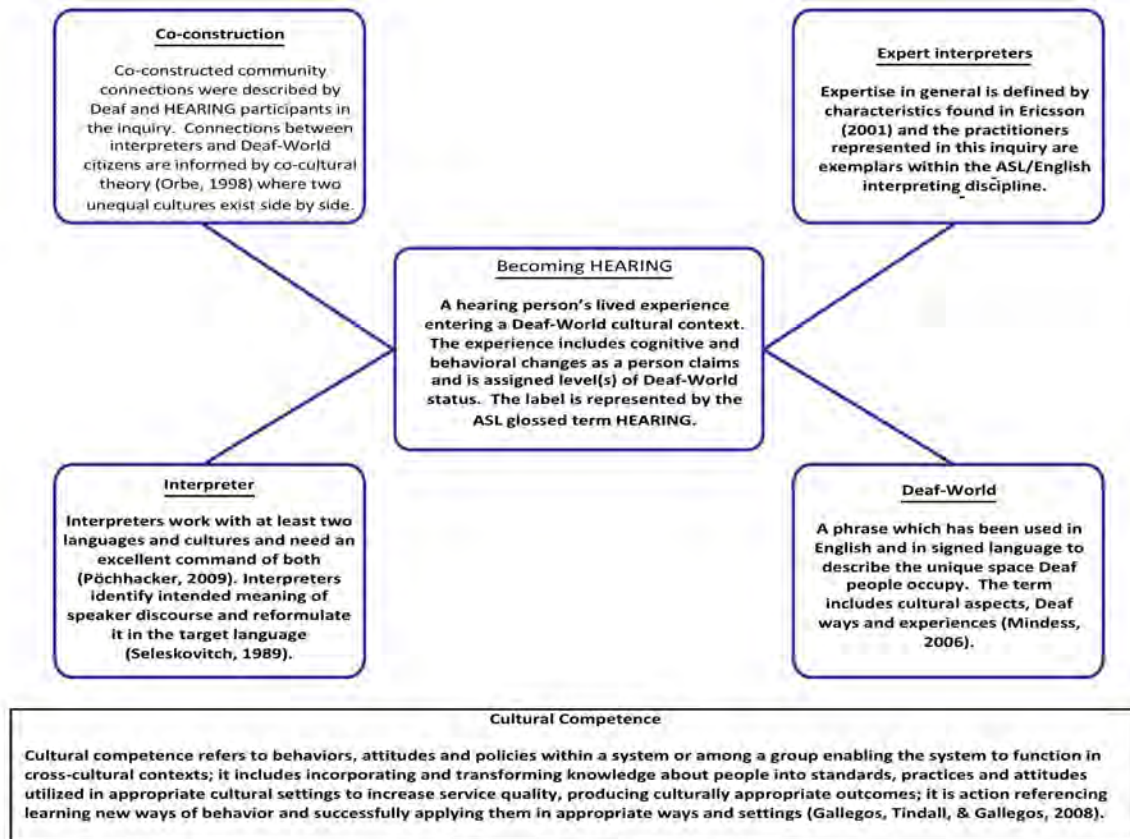 Co-construction
Co-constructed community
connections were described by
Deaf and HEARING participants in
the inquiry. Connections between
interpreters and Deaf-World
citizens are informed by co-cultural
theory (Orbe, 1998) where two
unequal cultures exist side by side.
Expert interpreters
Expertise in general is defined by
characteristics found in Ericsson
(2001) and the practitioners
represented in this inquiry are
exemplars within the ASL/English
interpreting discipline.
Becoming HEARING
A hearing person's lived experience
entering a Deaf-World cultural context.
The experience includes cognitive and
behavioral changes as a person claims
and is assigned level(s) of Deaf-World
status. The label is represented by the
ASL glossed term HEARING.
Interpreter
Interpreters work with at least two
languages and cultures and need an
excellent command of both
(Pöchhacker, 2009). Interpreters
identify intended meaning of
speaker discourse and reformulate
it in the target language
(Seleskovitch, 1989).
Deaf-World
A phrase which has been used in
English and in signed language to
describe the unique space Deaf
people occupy. The term
includes cultural aspects, Deaf
ways and experiences (Mindess,
2006).
Cultural Competence
Cultural competence refers to behaviors, attitudes and policies within a system or among a group enabling the system to function in
cross-cultural contexts; it includes incorporating and transforming knowledge about people into standards, practices and attitudes
utilized in appropriate cultural settings to increase service quality, producing culturally appropriate outcomes; it is action referencing
learning new ways of behavior and successfully applying them in appropriate ways and settings (Gallegos, Tindall, & Gallegos, 2008).